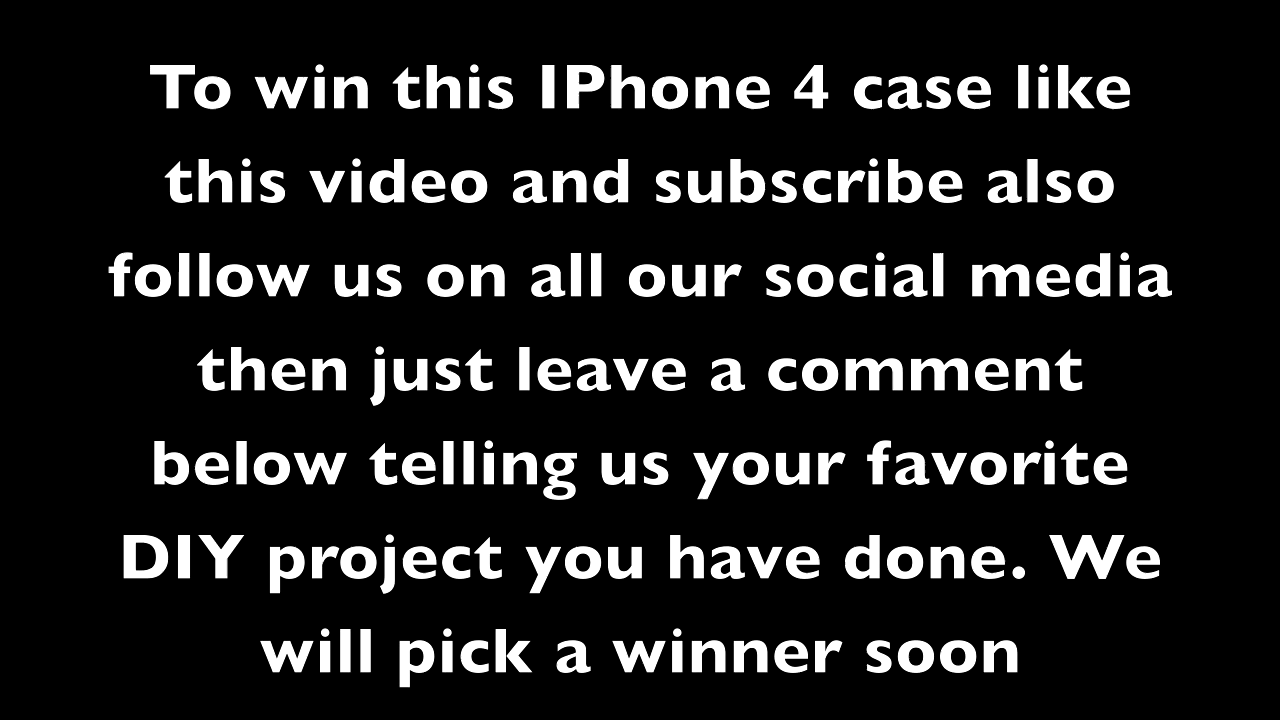 To win this IPhone 4 case like
this video and subscribe also
follow us on all our social media
then just leave a comment
below telling us your favorite
DIY project you have done. We
will pick a winner soon